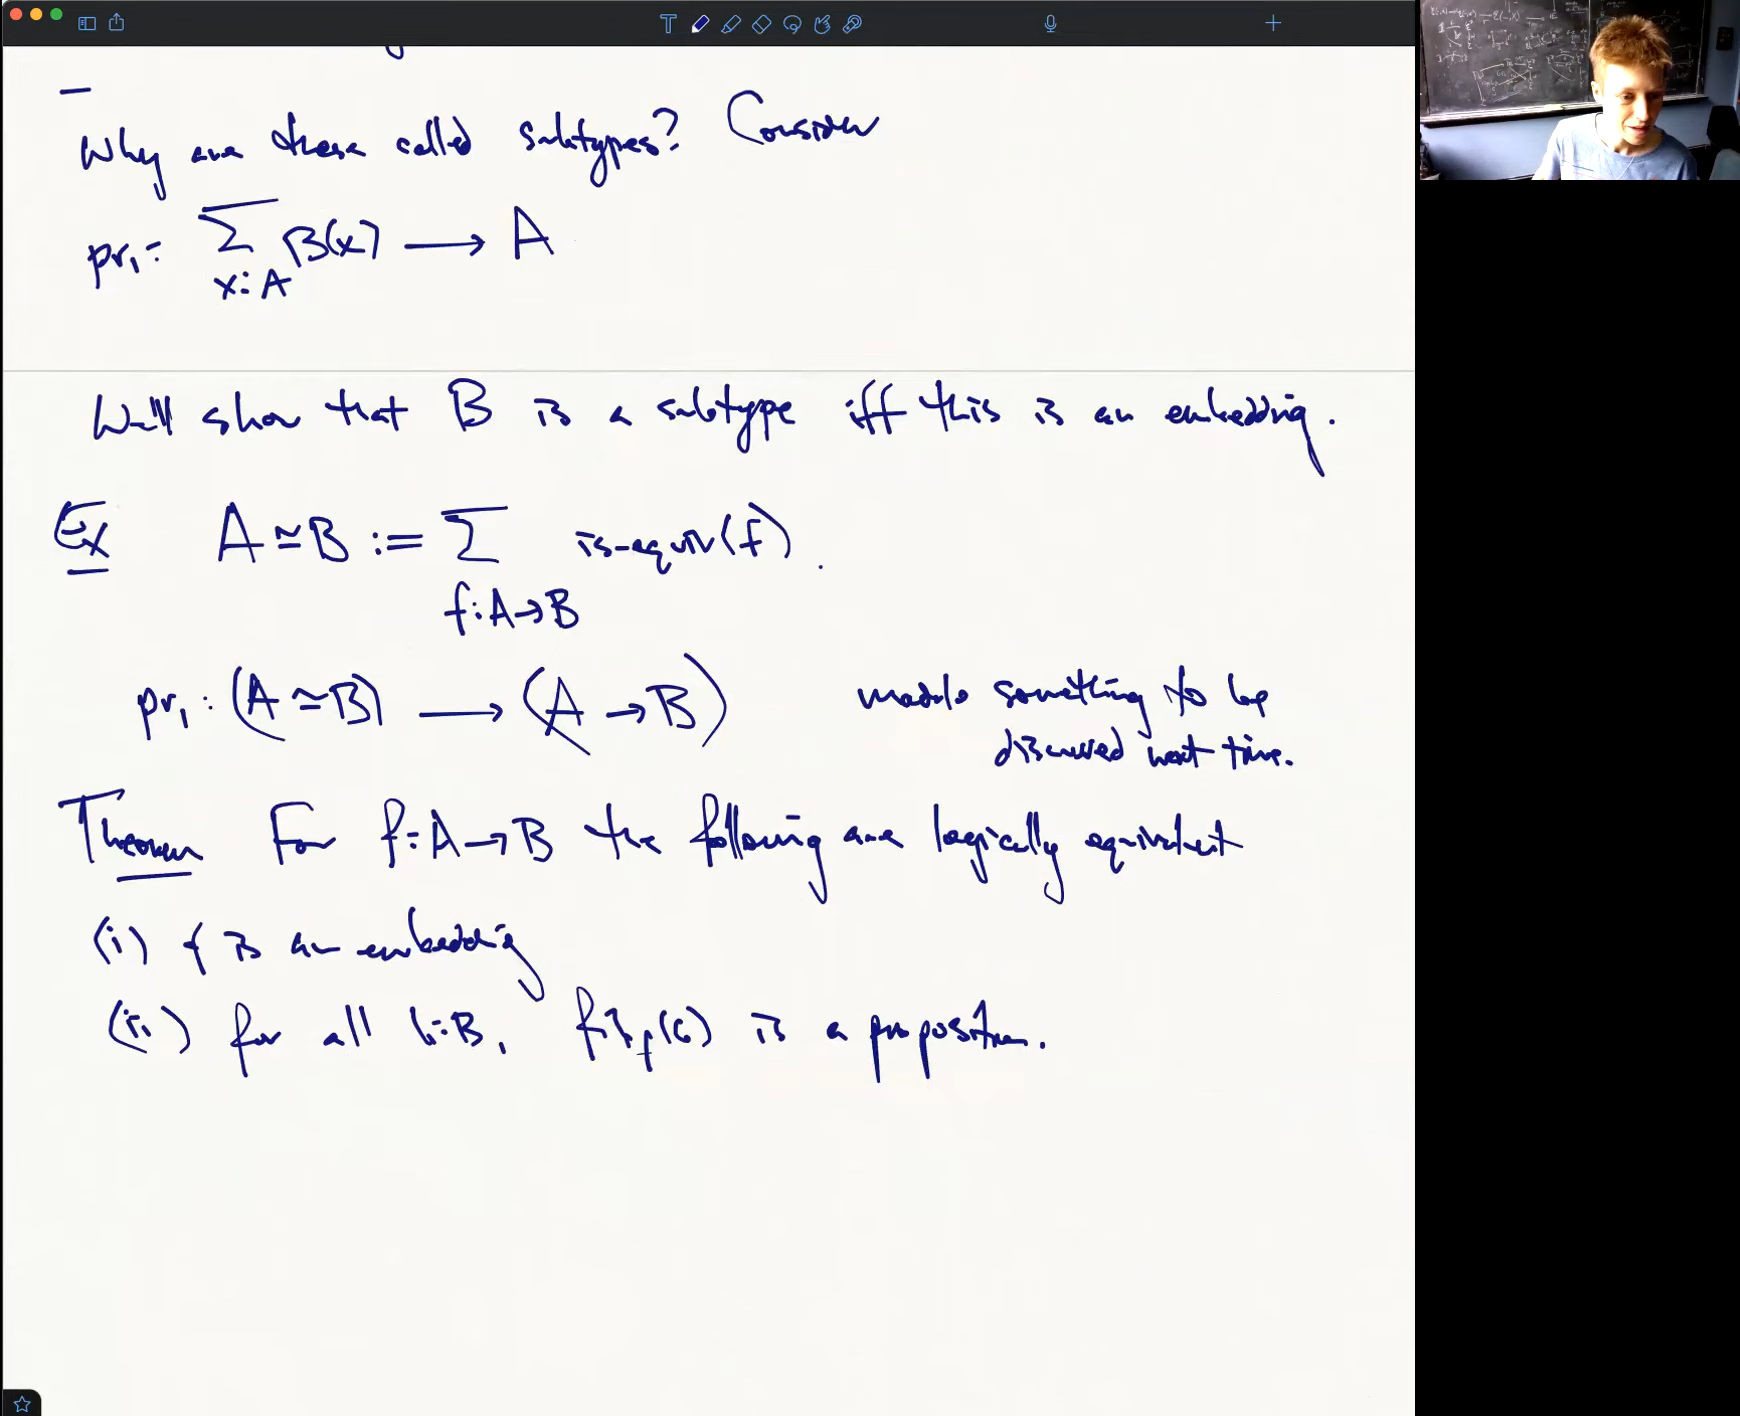 Why are these called subtypes? Consider
pr₁: ∑ B(x) ⟶ A
x:A
We'll show that B is a subtype iff this is an embedding.
Ex A ≃ B := ∑ is-equiv(f).
f:A→B
pr₁: (A ≃ B) ⟶ (A → B) modulo something to be
discussed next time.
Theorem For f:A→B the following are logically equivalent
(i) f is an embedding
(ii) for all b:B, fib_f(b) is a proposition.